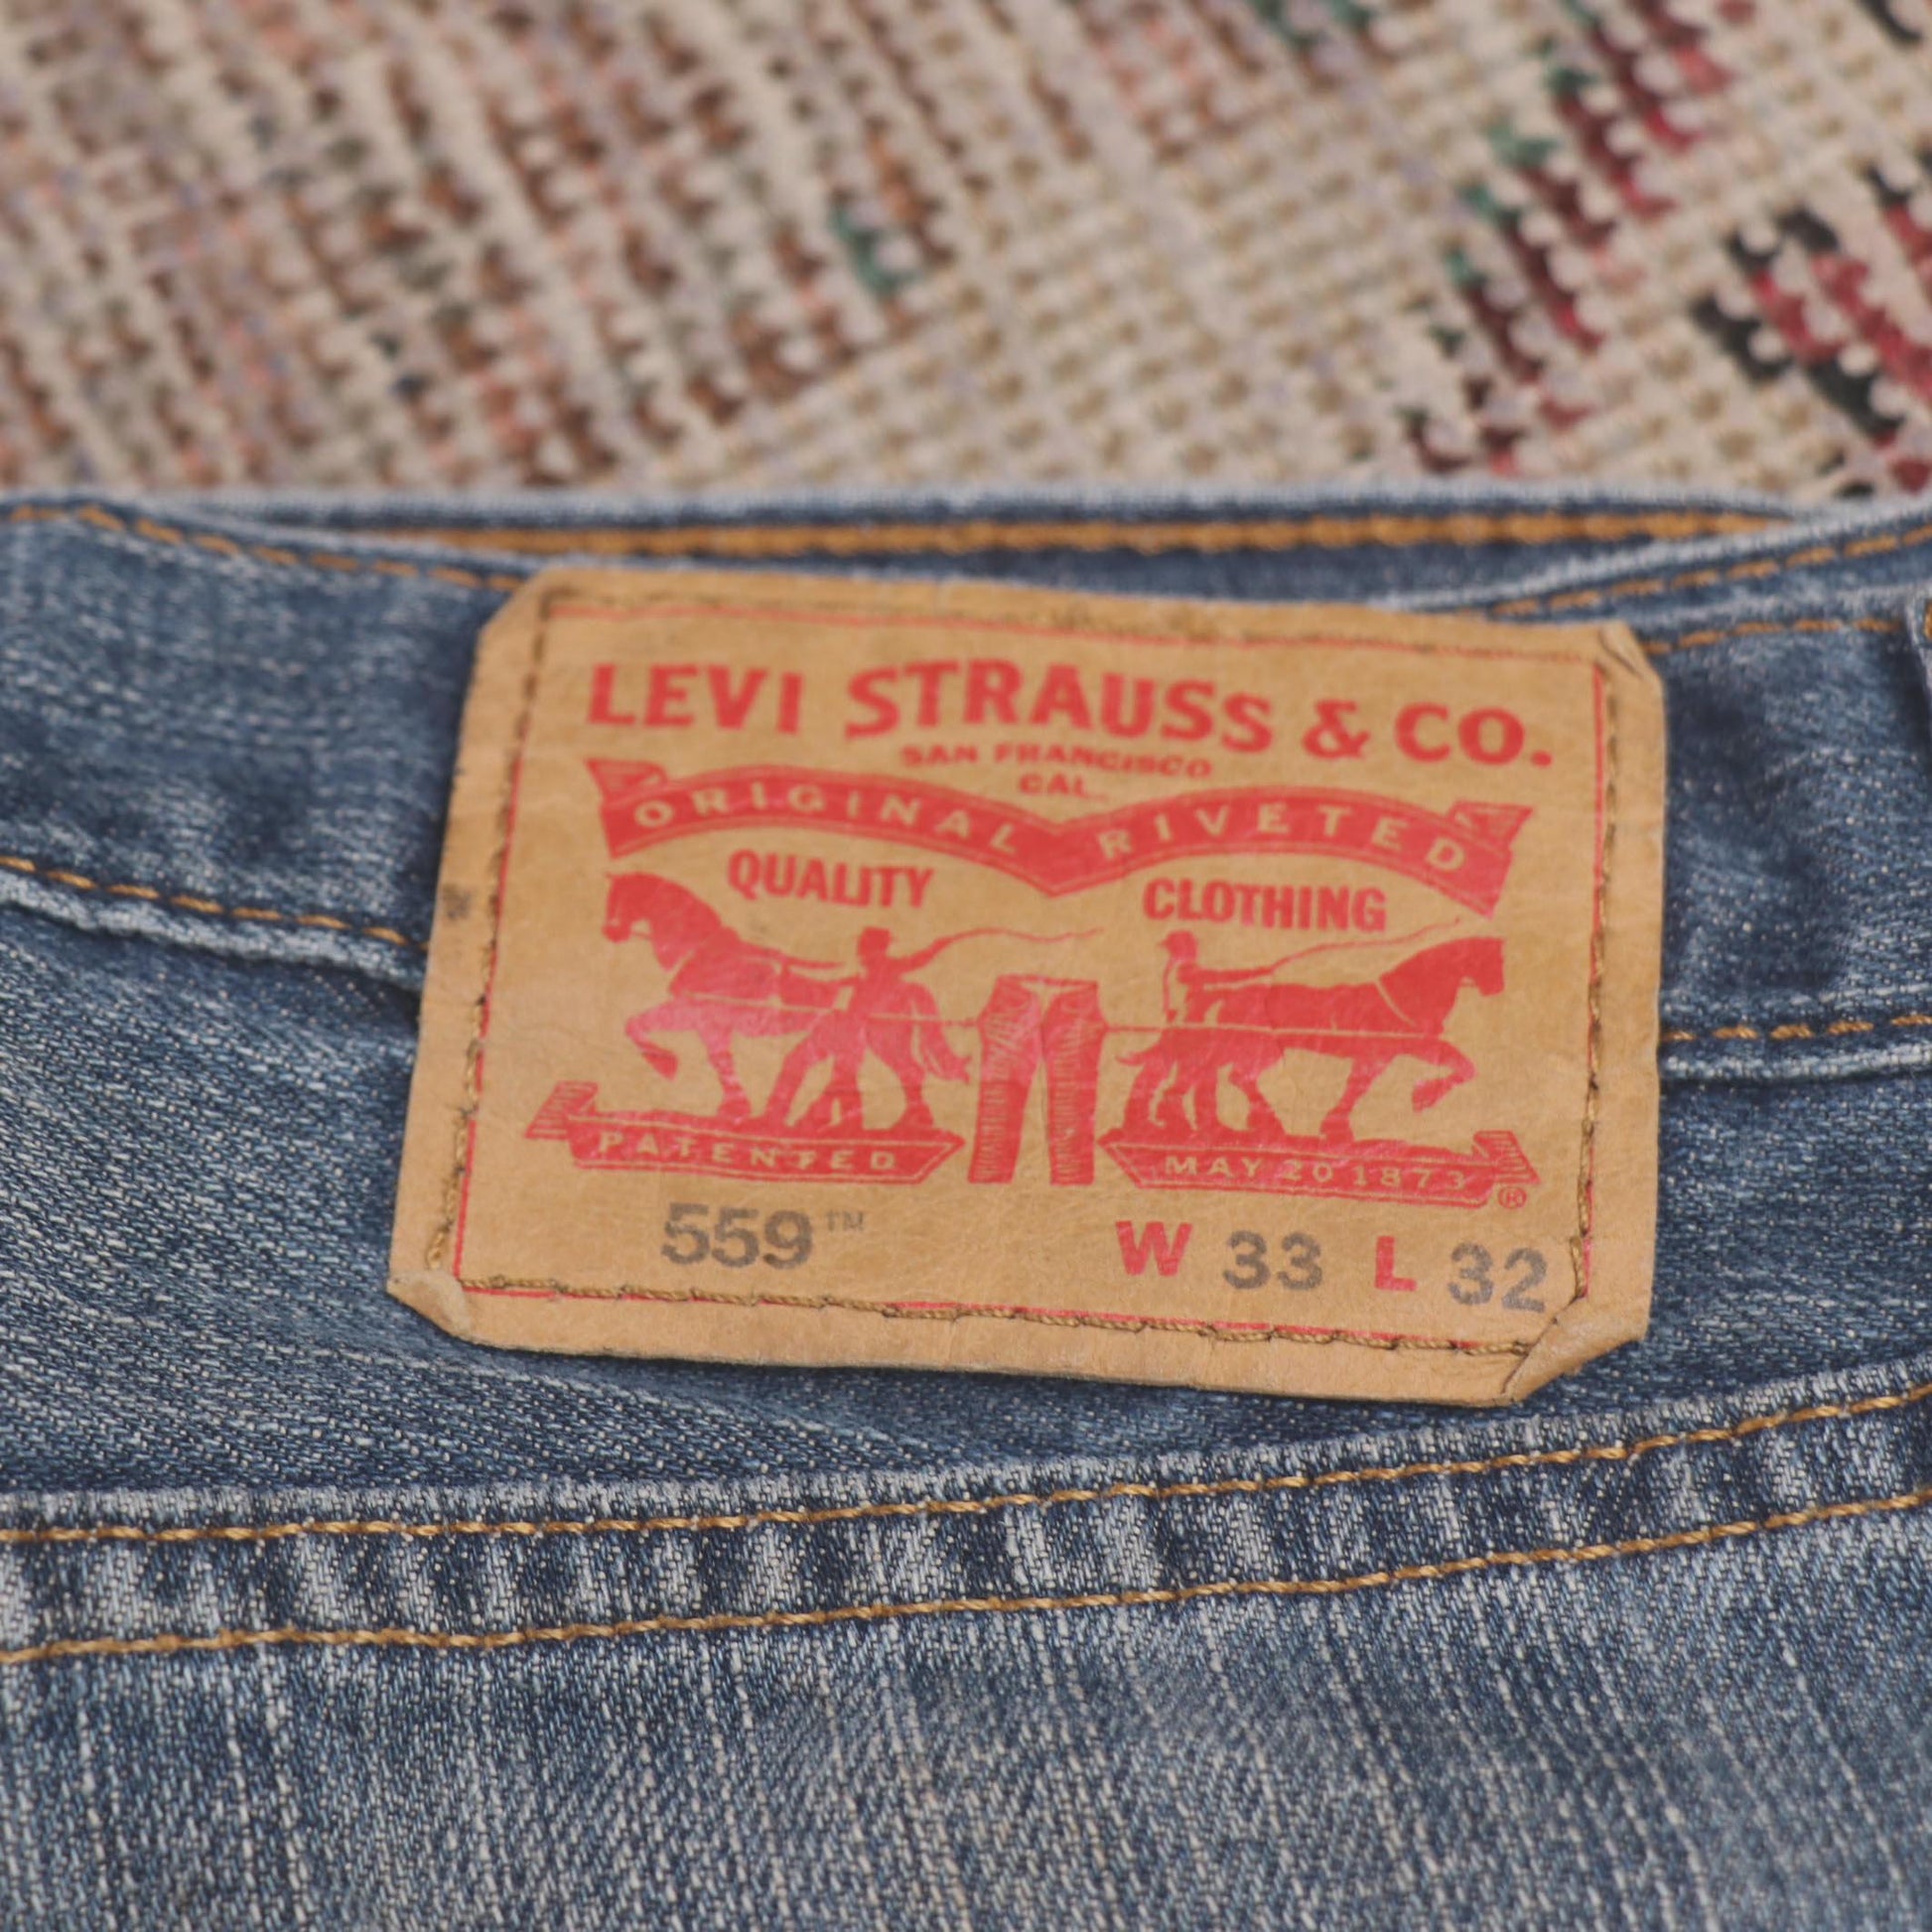 LEVI STRAUSS & CO.
SAN FRANCISCO
CAL.
ORIGINAL RIVETED
QUALITY CLOTHING
PATENTED MAY 20 1873 ®
559™ W 33 L 32